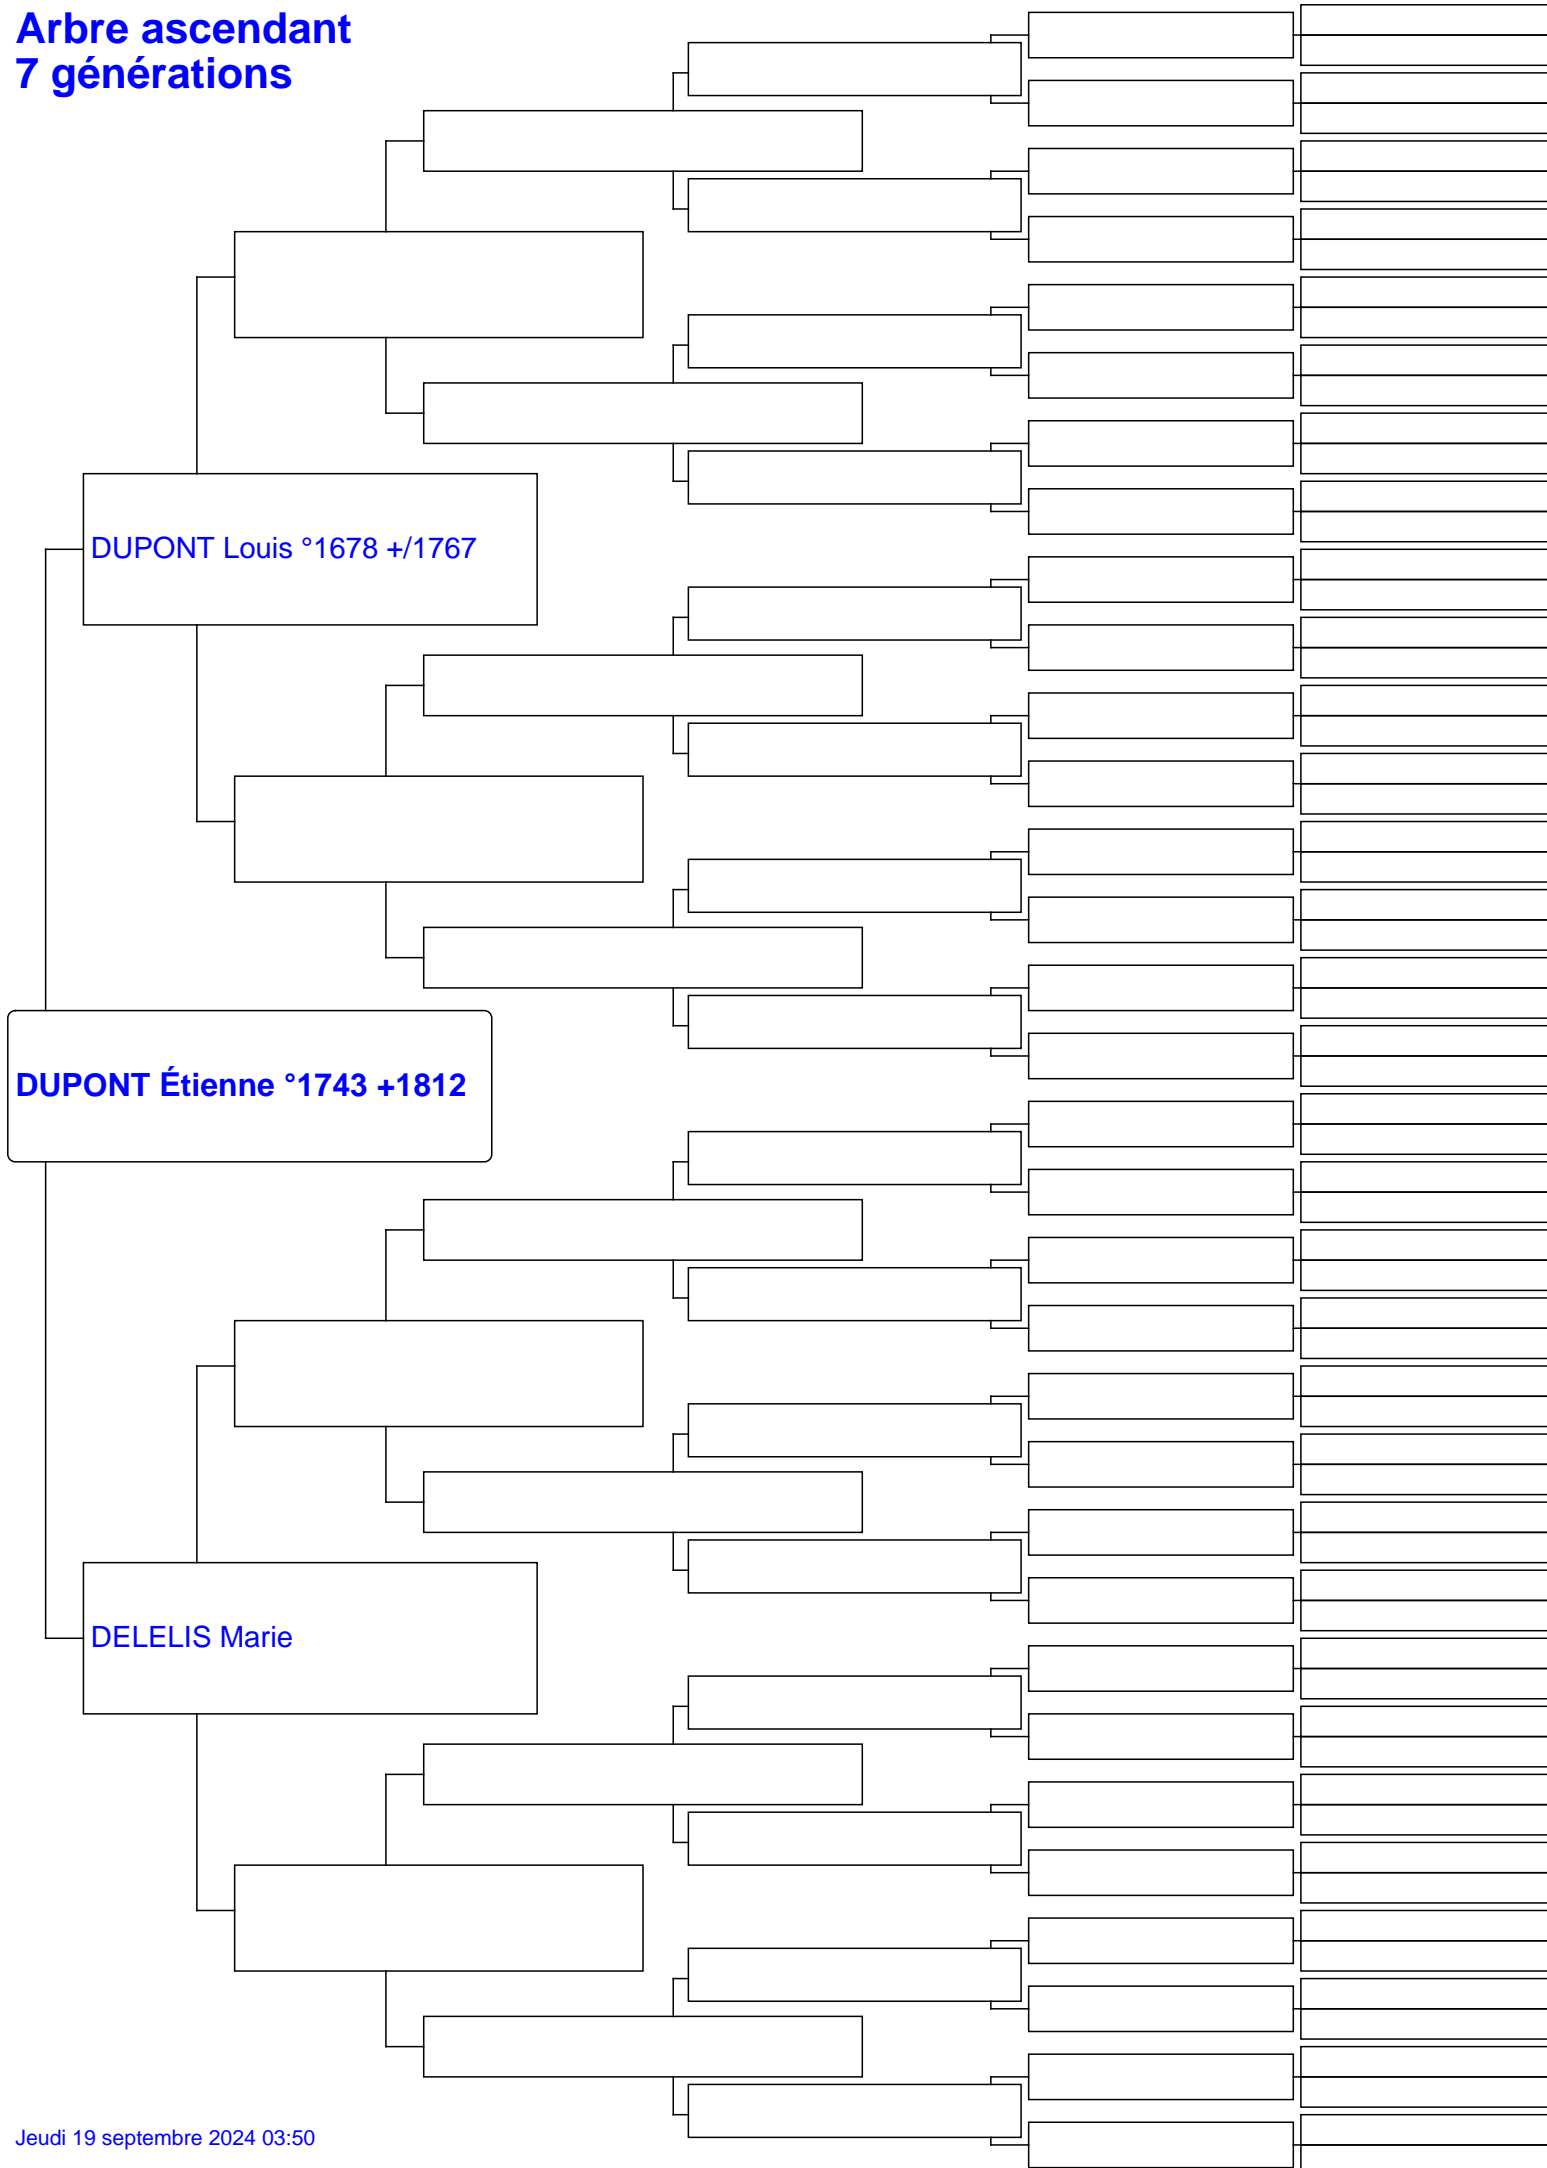 Arbre ascendant
7 générations
DUPONT Louis °1678 +/1767
DUPONT Étienne °1743 +1812
DELELIS Marie
Jeudi 19 septembre 2024 03:50